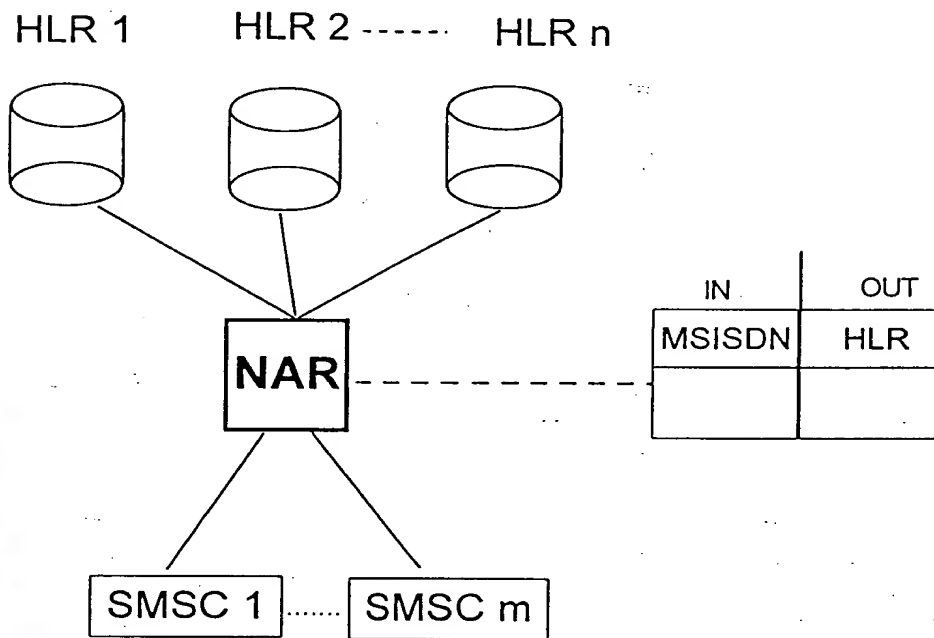 HLR 1 HLR 2 ------ HLR n
IN OUT
MSISDN HLR
NAR
SMSC 1 ....... SMSC m